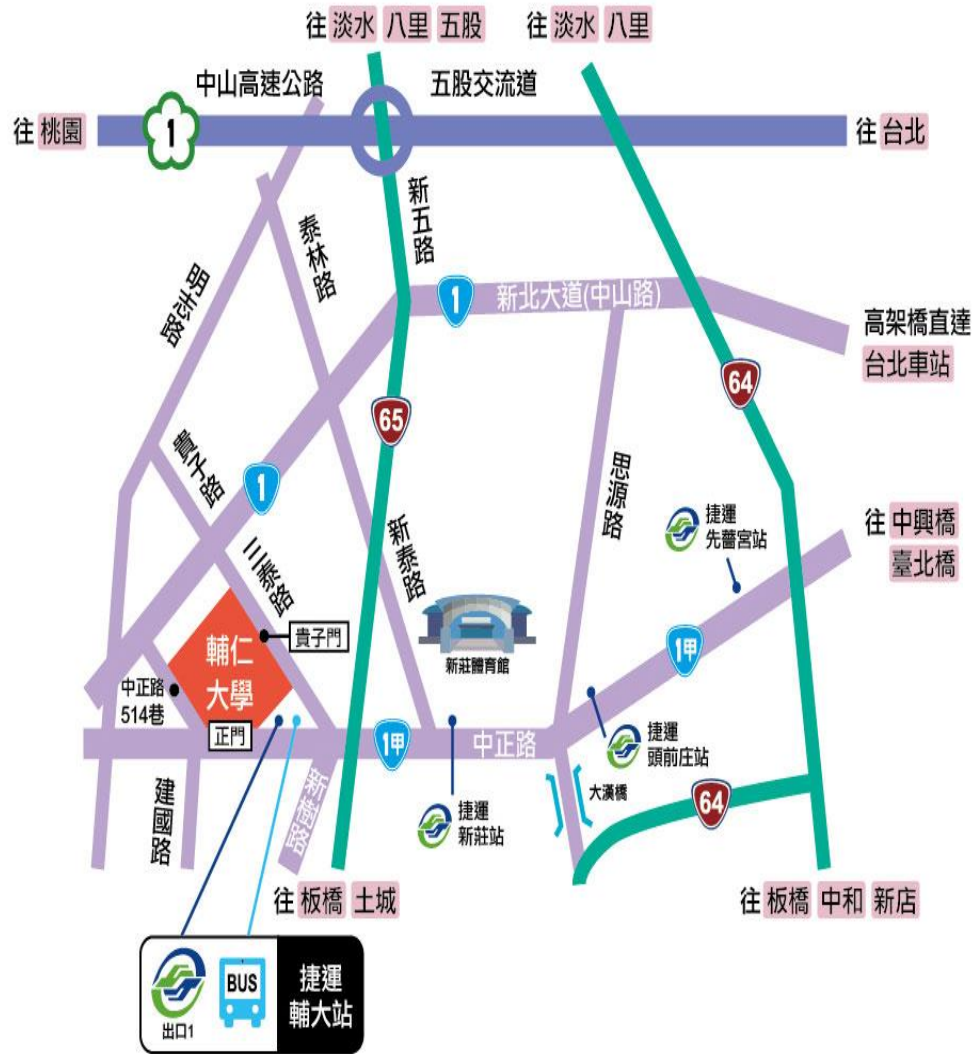 往 淡水 八里 五股
往 淡水 八里
中山高速公路
五股交流道
往 桃園
1
往 台北
新五路
泰林路
明志路
1
新北大道(中山路)
高架橋直達
台北車站
65
64
貴子路
1
思源路
新泰路
三泰路
捷運
先嗇宮站
往 中興橋
臺北橋
輔仁
大學
貴子門
新莊體育館
1甲
中正路
514巷
正門
1甲
中正路
捷運
頭前庄站
大漢橋
64
建國路
新樹路
捷運
新莊站
往 板橋 土城
往 板橋 中和 新店
BUS
出口1
捷運
輔大站